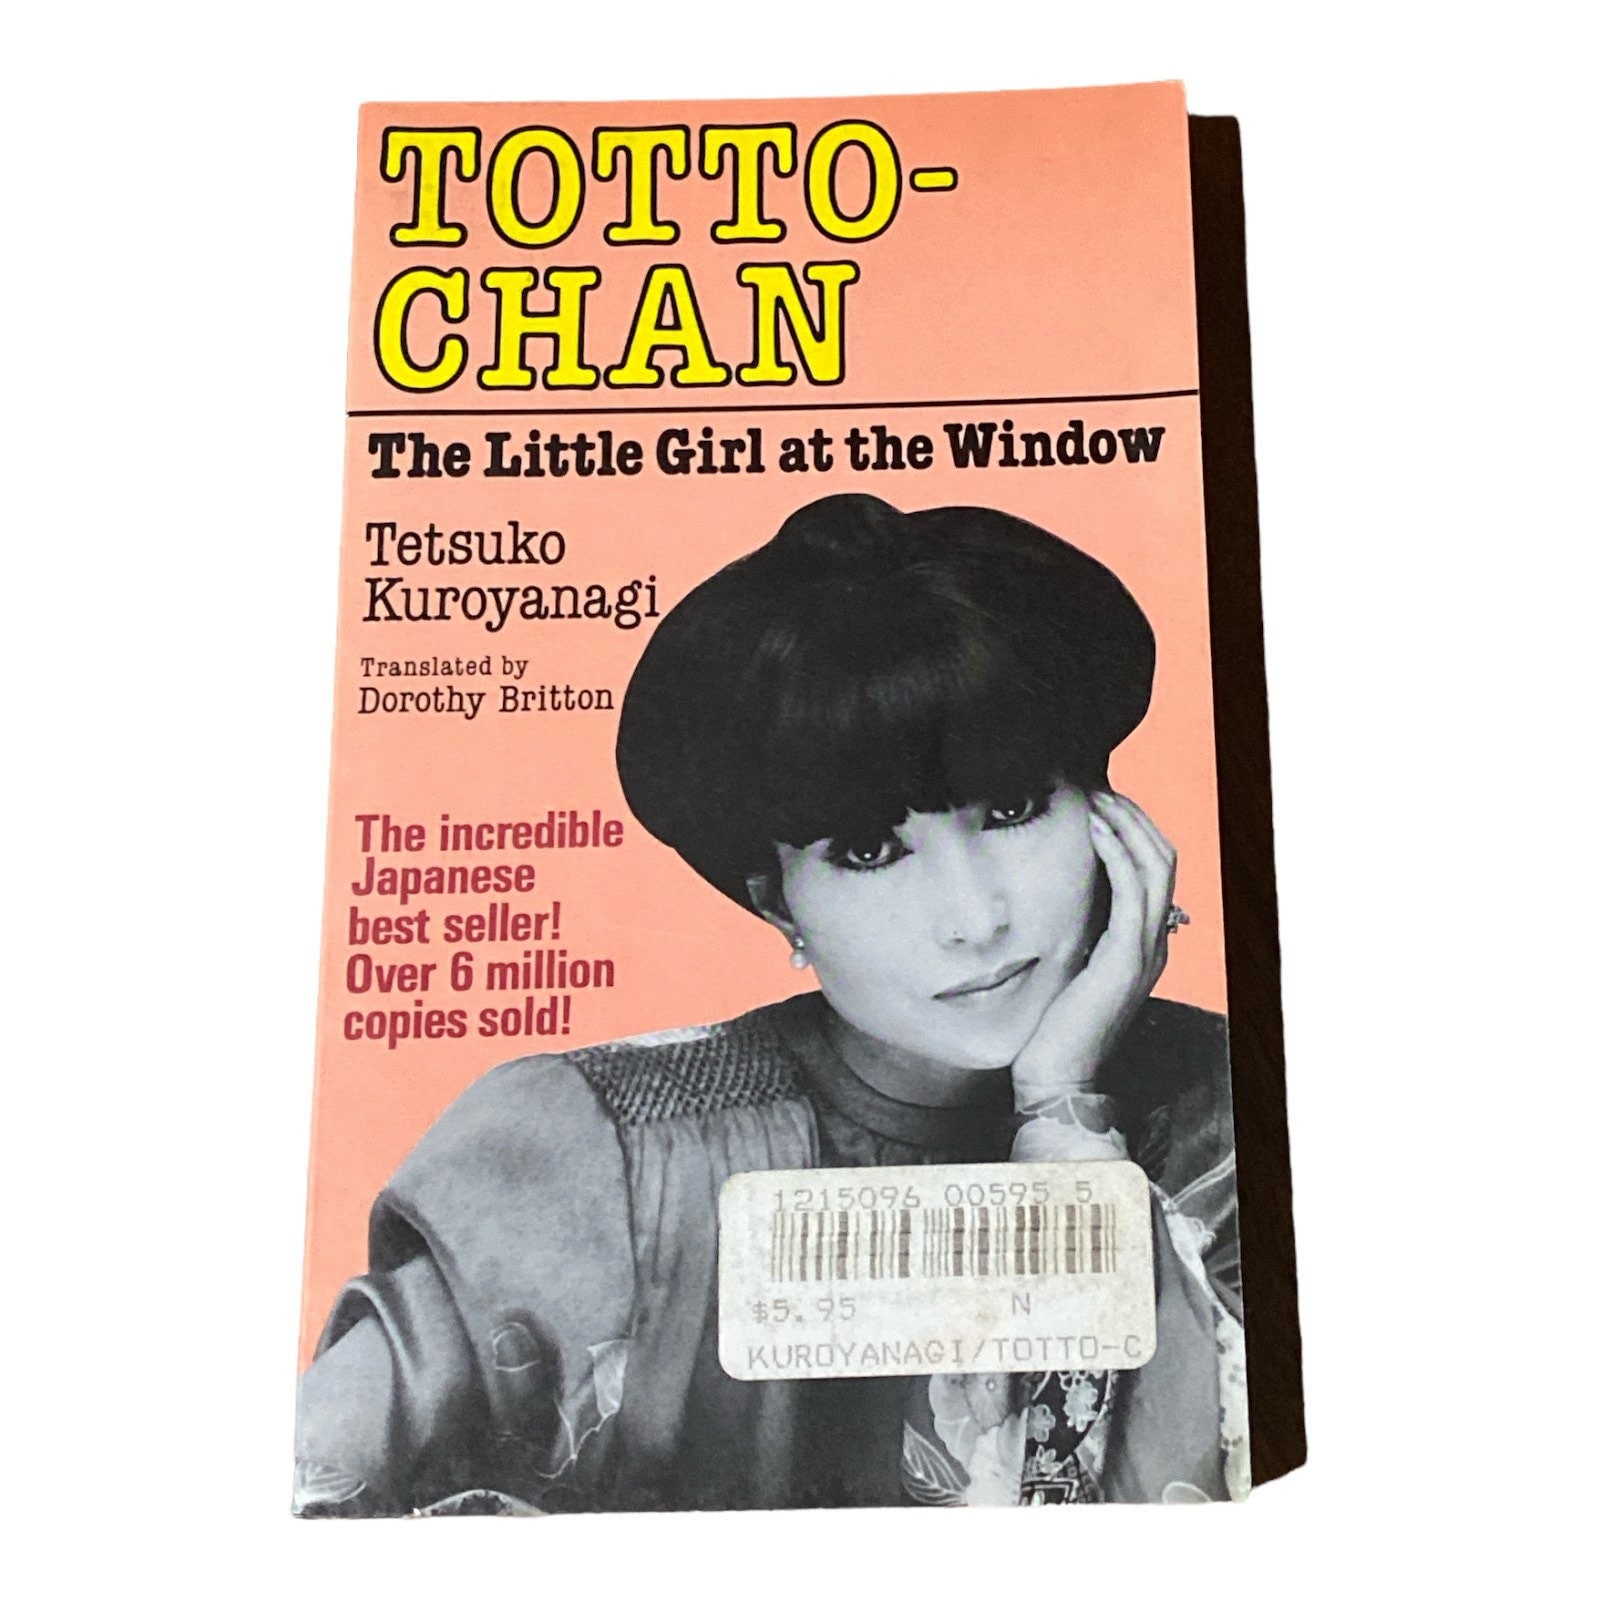 TOTTO-
CHAN
The Little Girl at the Window
Tetsuko
Kuroyanagi
Translated by
Dorothy Britton
The incredible
Japanese
best seller!
Over 6 million
copies sold!
1215096 00595 5
$5.95 N
KUROYANAGI/TOTTO-C